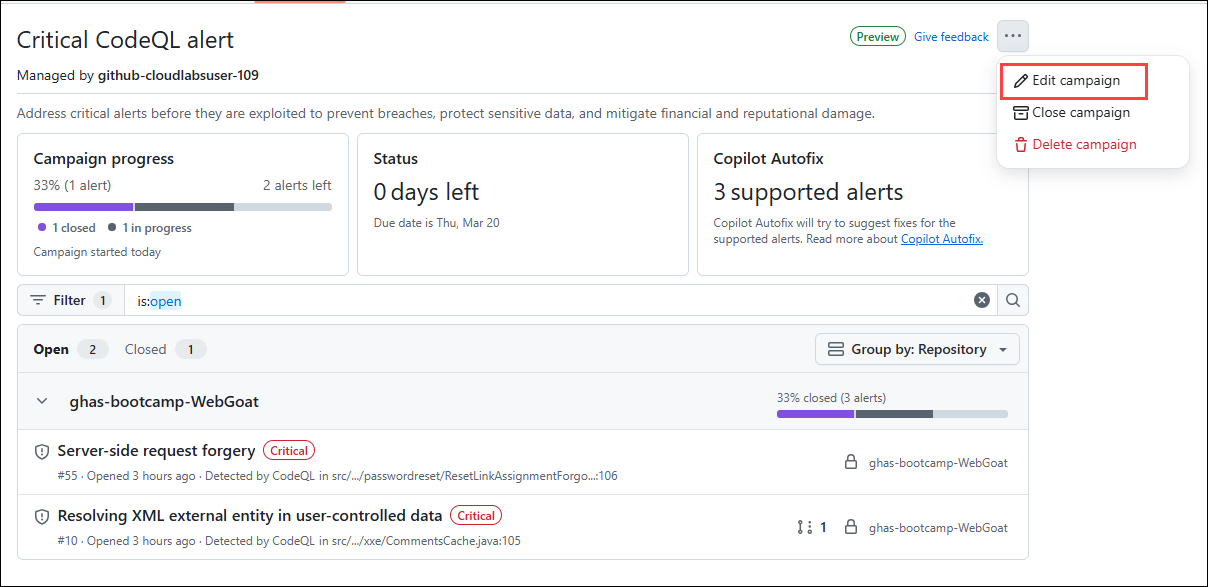 Critical CodeQL alert
Preview Give feedback ...
Managed by github-cloudlabsuser-109
Edit campaign
Close campaign
Delete campaign
Address critical alerts before they are exploited to prevent breaches, protect sensitive data, and mitigate financial and reputational damage.
Campaign progress
33% (1 alert) 2 alerts left
1 closed 1 in progress
Campaign started today
Status
0 days left
Due date is Thu, Mar 20
Copilot Autofix
3 supported alerts
Copilot Autofix will try to suggest fixes for the
supported alerts. Read more about Copilot Autofix.
Filter 1 is:open
Open 2 Closed 1 Group by: Repository
ghas-bootcamp-WebGoat 33% closed (3 alerts)
Server-side request forgery Critical
#55 · Opened 3 hours ago · Detected by CodeQL in src/.../passwordreset/ResetLinkAssignmentForgo...:106
ghas-bootcamp-WebGoat
Resolving XML external entity in user-controlled data Critical
#10 · Opened 3 hours ago · Detected by CodeQL in src/.../xxe/CommentsCache.java:105
1 ghas-bootcamp-WebGoat